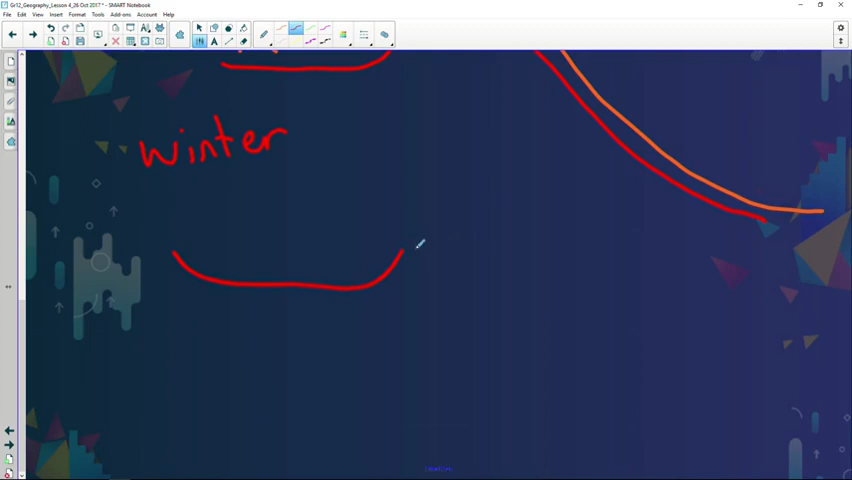 Gr12_Geography_Lesson 4_26 Oct 2017 * - SMART Notebook
File Edit View Insert Format Tools Add-ons Account Help
Winter